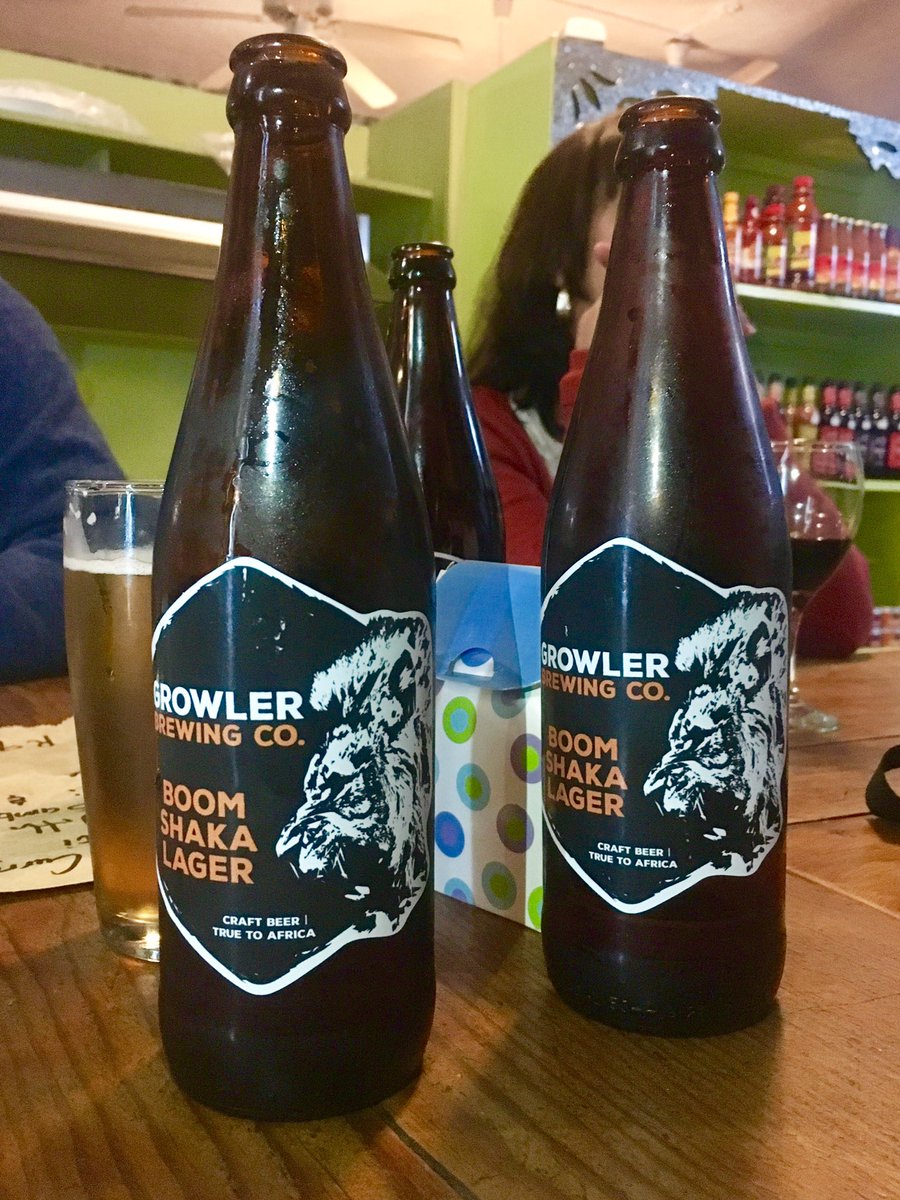 GROWLER
BREWING CO.
BOOM
SHAKA
LAGER
CRAFT BEER |
TRUE TO AFRICA
GROWLER
BREWING CO.
BOOM
SHAKA
LAGER
CRAFT BEER |
TRUE TO AFRICA